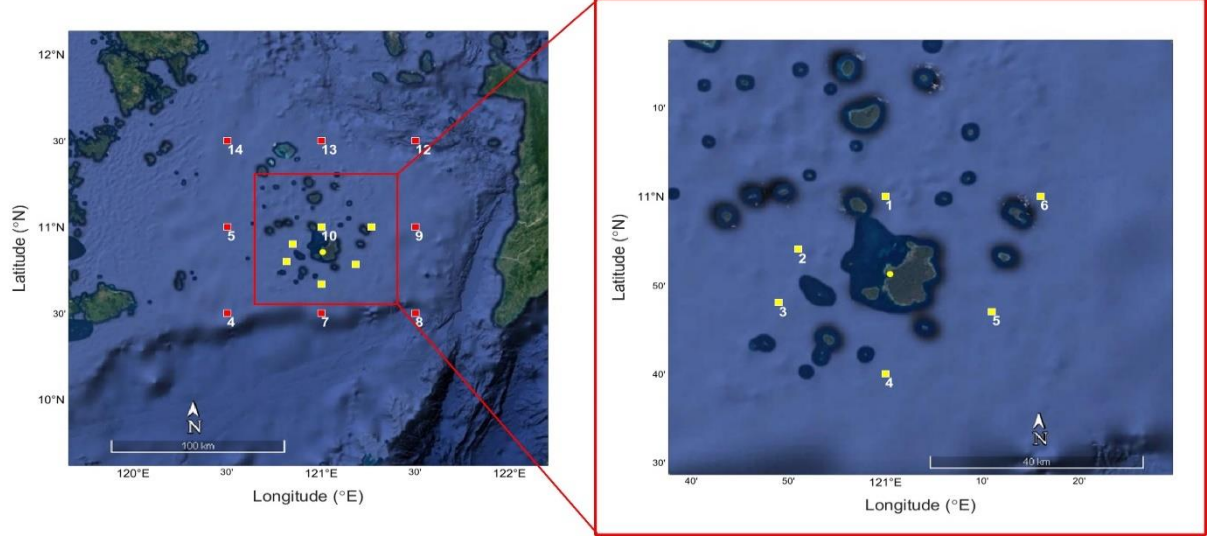 12°N
30'
11°N
30'
10°N
Latitude (°N)
14
13
12
5
10
9
4
7
8
N
100 km
120°E
30'
121°E
30'
122°E
Longitude (°E)
10'
11°N
50'
40'
30'
Latitude (°N)
1
6
2
3
5
4
N
40 km
40'
50'
121°E
10'
20'
Longitude (°E)